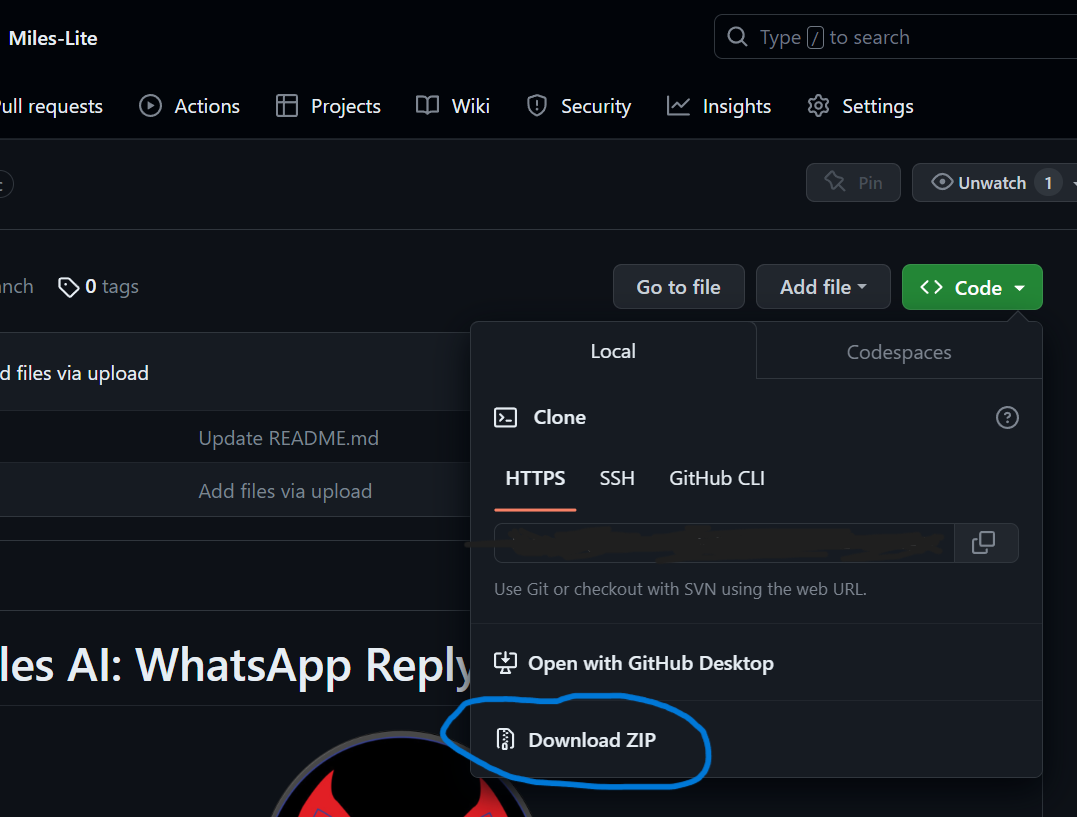 Miles-Lite
Type / to search
Pull requests Actions Projects Wiki Security Insights Settings
Pin Unwatch 1
0 tags
Go to file Add file Code
Local Codespaces
files via upload
Clone
Update README.md
HTTPS SSH GitHub CLI
Add files via upload
Use Git or checkout with SVN using the web URL.
Open with GitHub Desktop
les AI: WhatsApp Reply
Download ZIP